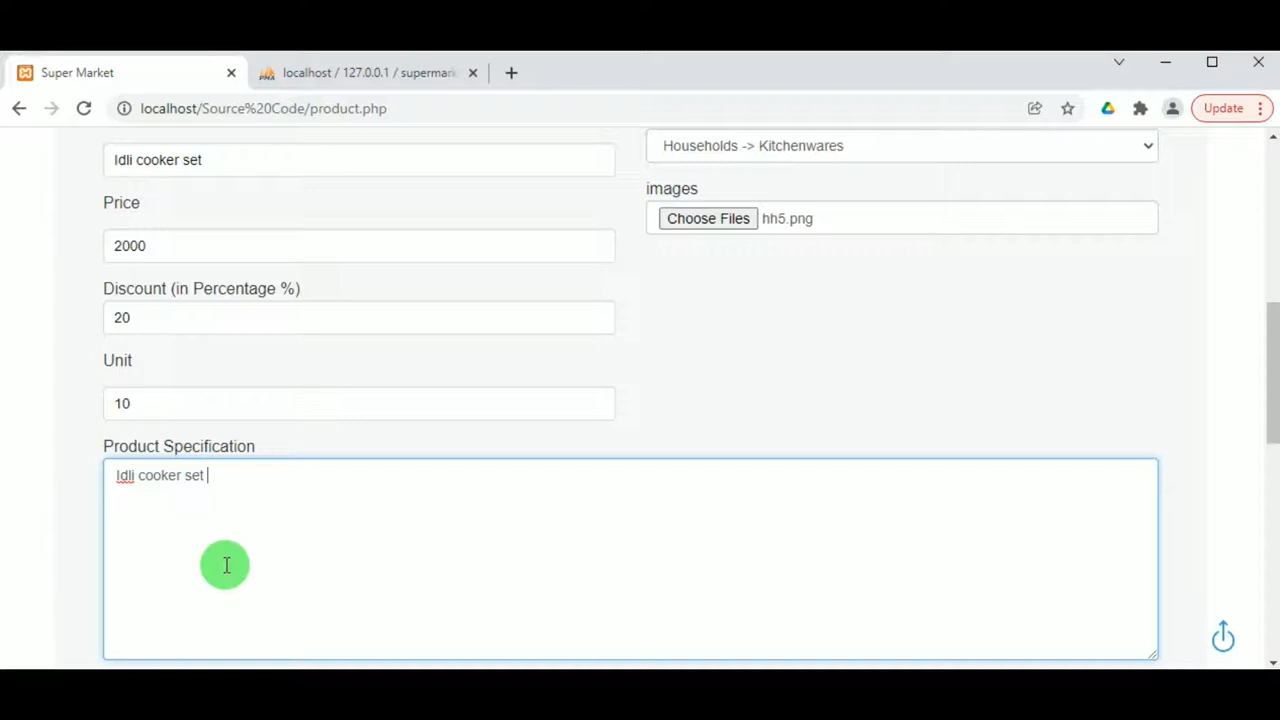 Super Market
localhost / 127.0.0.1 / supermark
localhost/Source%20Code/product.php
Update
Idli cooker set
Households -> Kitchenwares
images
Price
Choose Files hh5.png
2000
Discount (in Percentage %)
20
Unit
10
Product Specification
Idli cooker set